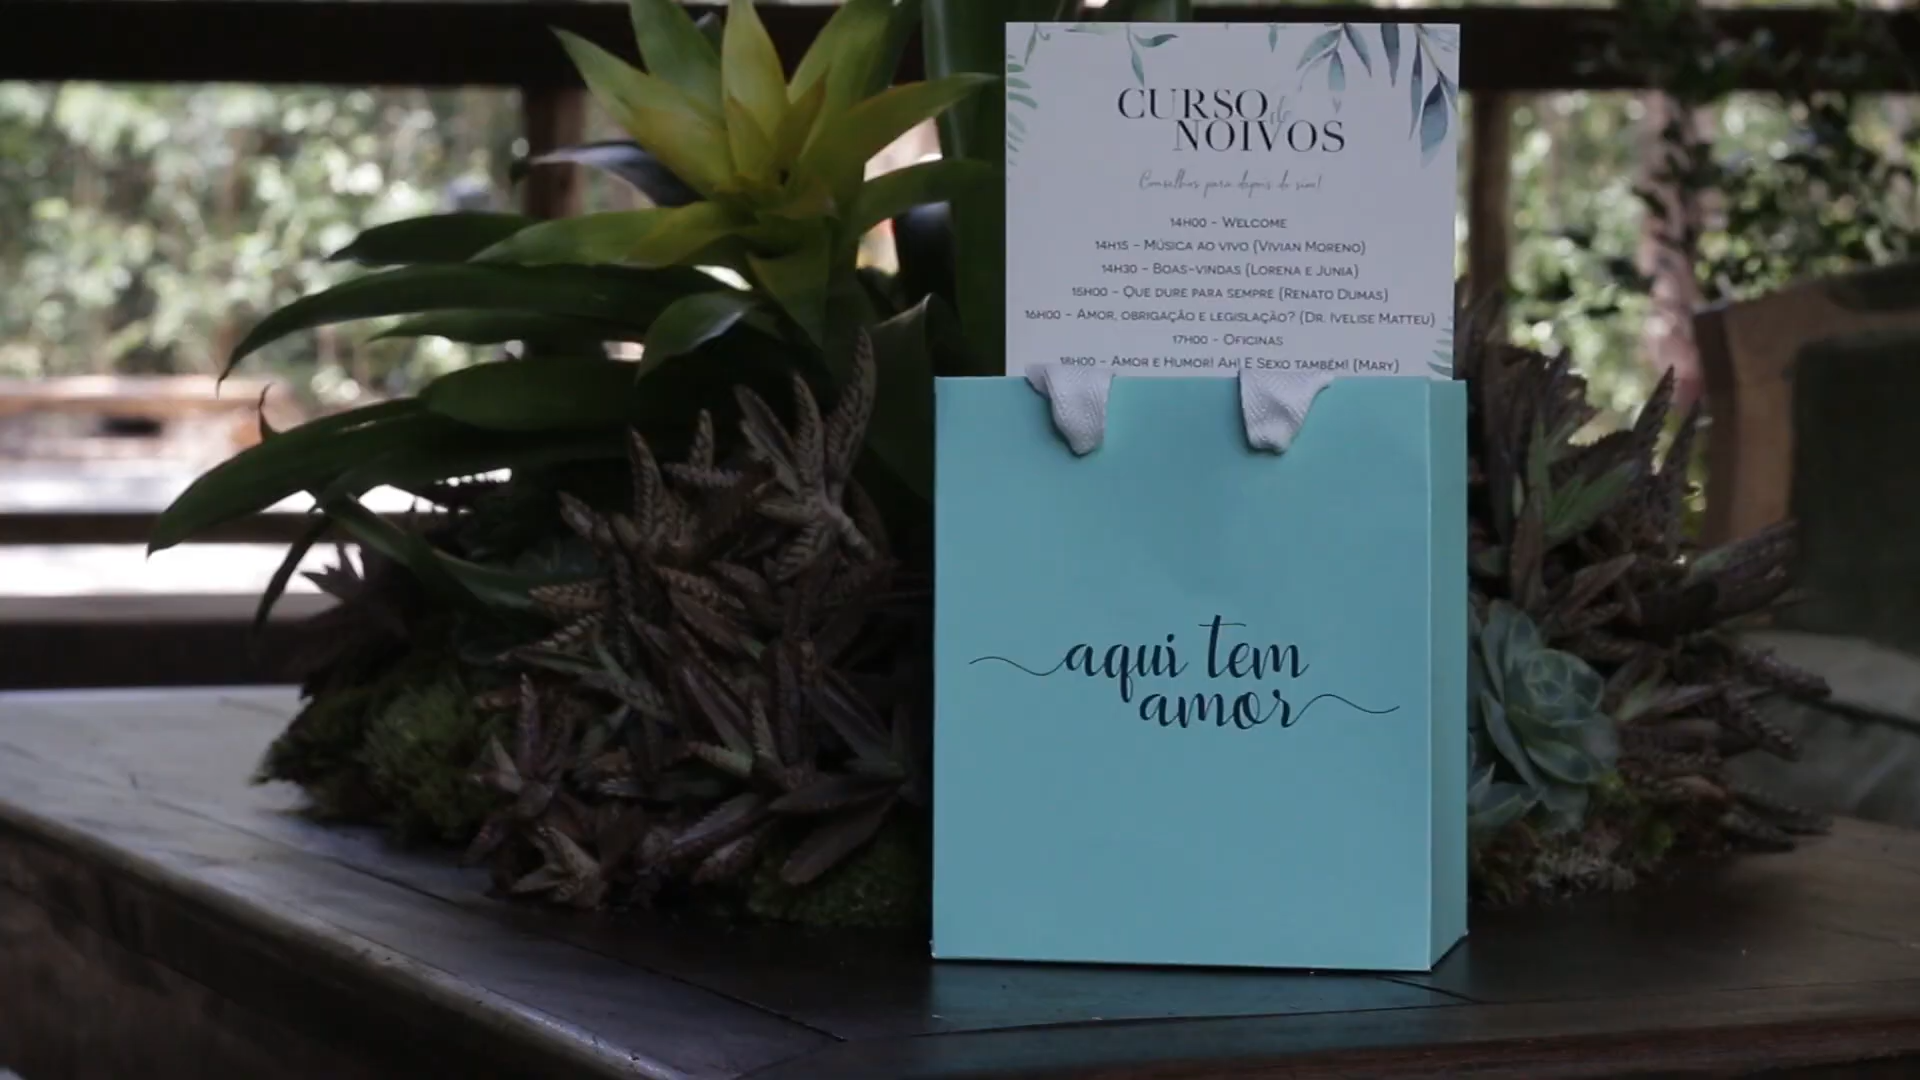 CURSO de
NOIVOS
Conselhos para depois do sim!
14H00 - WELCOME
14H15 - MÚSICA AO VIVO (VIVIAN MORENO)
14H30 - BOAS-VINDAS (LORENA E JUNIA)
15H00 - QUE DURE PARA SEMPRE (RENATO DUMAS)
16H00 - AMOR, OBRIGAÇÃO E LEGISLAÇÃO? (DR. IVELISE MATTEU)
17H00 - OFICINAS
18H00 - AMOR E HUMOR! AH! E SEXO TAMBÉM! (MARY)
aqui tem
amor